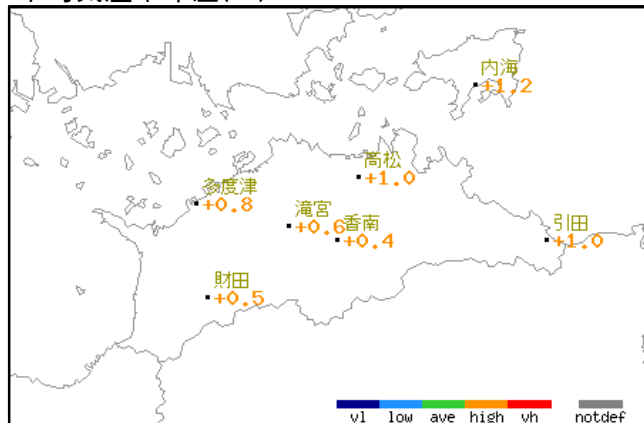 内海
+1.2
高松
+1.0
多度津
+0.8
滝宮
+0.6
香南
+0.4
引田
+1.0
財田
+0.5
vl low ave high vh notdef